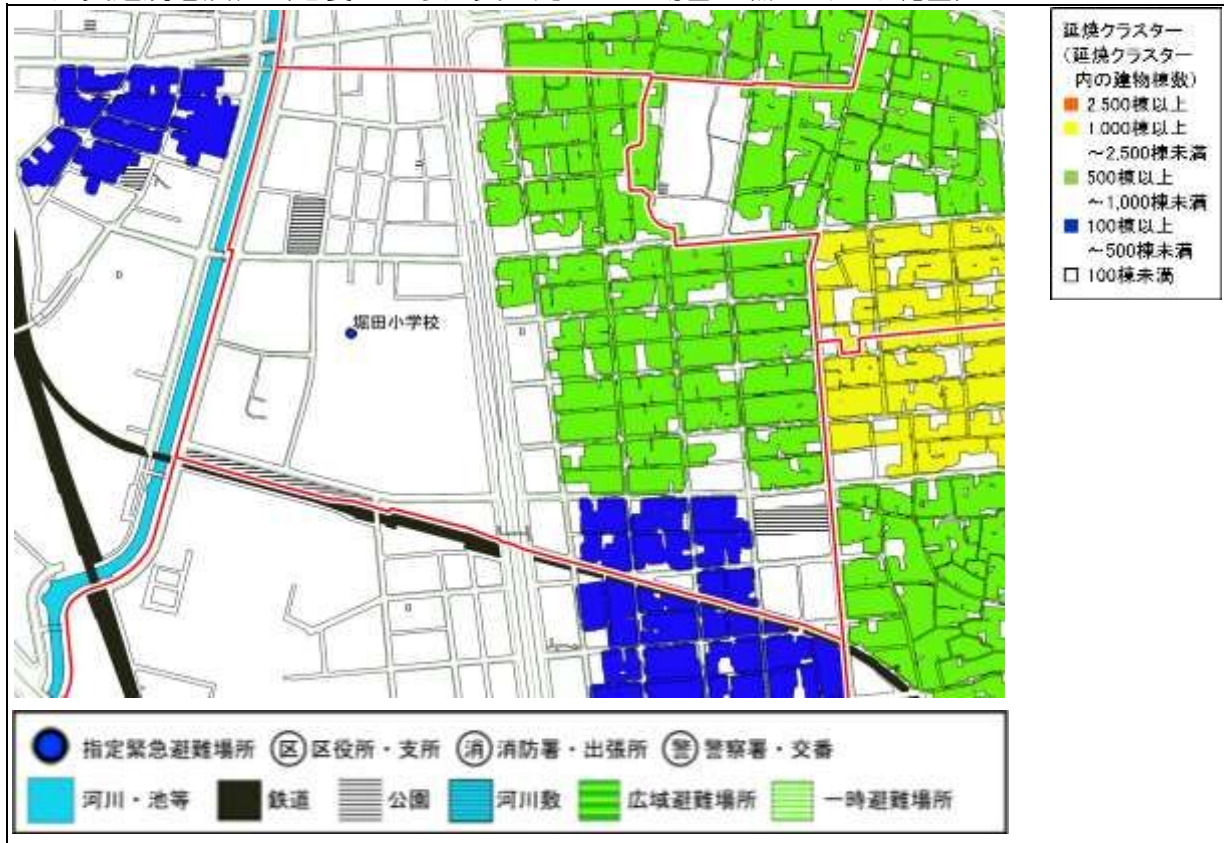 延焼クラスター
(延焼クラスター
内の建物棟数)
2,500棟以上
1,000棟以上
～2,500棟未満
500棟以上
～1,000棟未満
100棟以上
～500棟未満
100棟未満
堀田小学校
指定緊急避難場所 区 区役所・支所 消 消防署・出張所 警 警察署・交番
河川・池等 鉄道 公園 河川敷 広域避難場所 一時避難場所